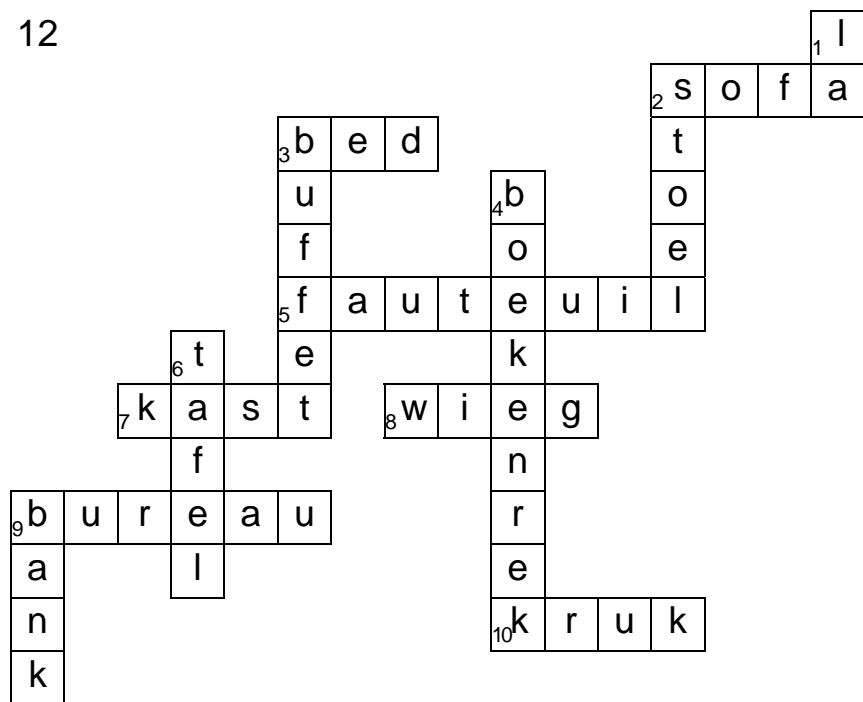 12
1 l
2 s o f a
3 b e d t
u 4 b o
f o e
5 f a u t e u i l
6 t e k
7 k a s t 8 w i e g
f n
9 b u r e a u r
a l e
n 10 k r u k
k